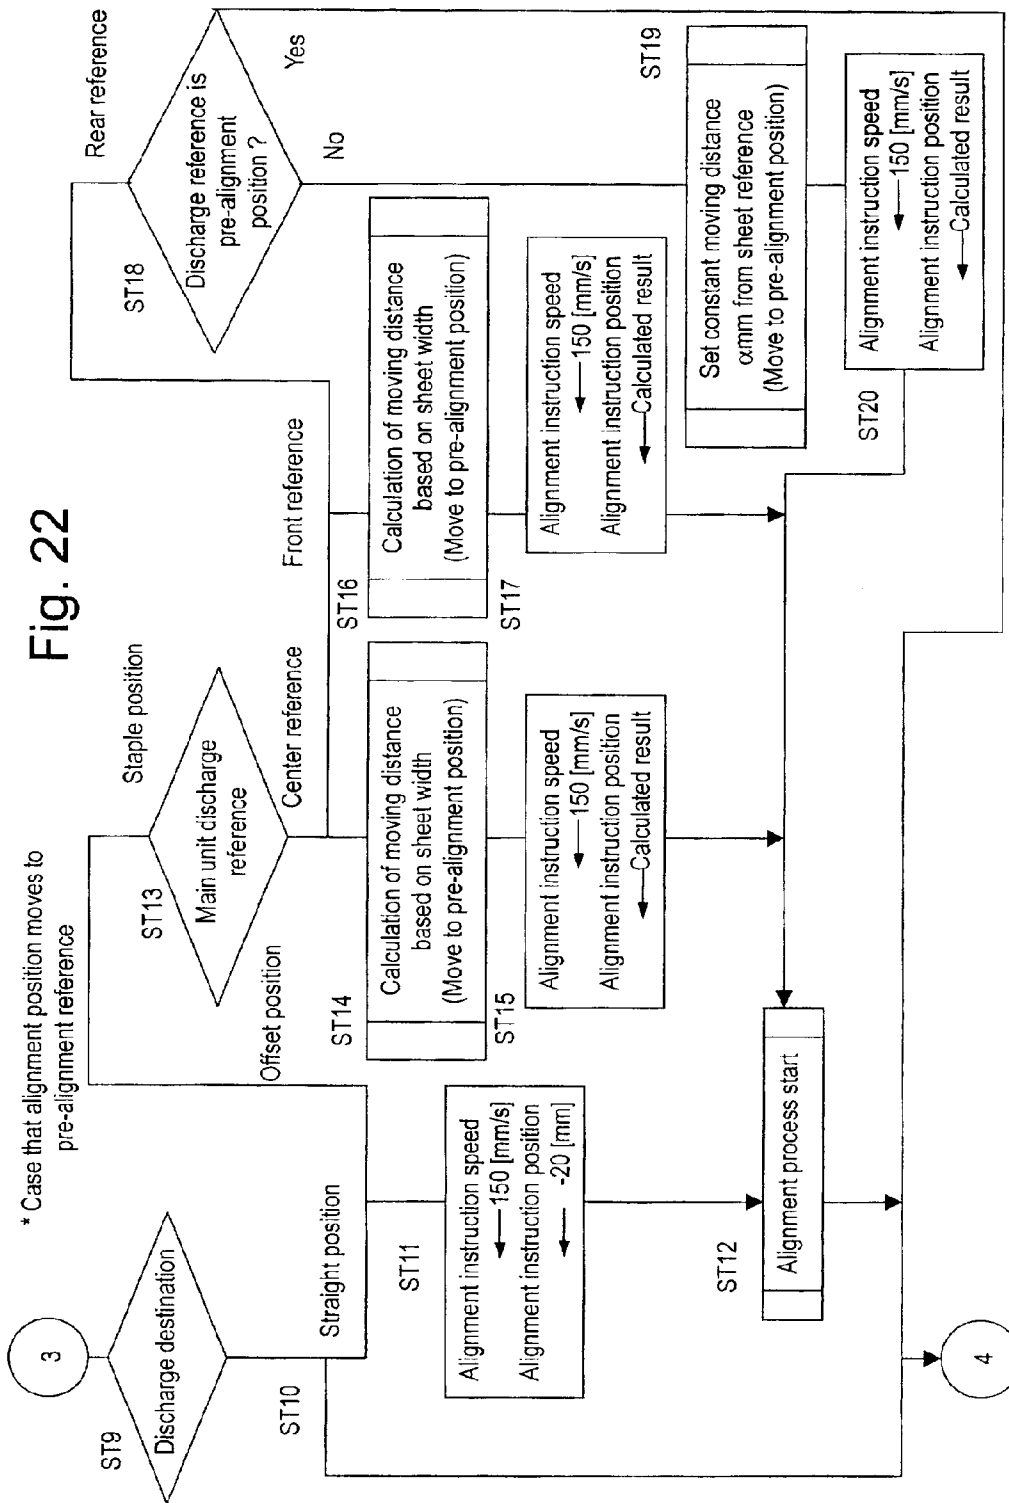 Fig. 22
* Case that alignment position moves to
pre-alignment reference
3
ST9
Discharge destination
ST10
Straight position
Offset position
Staple position
ST11
Alignment instruction speed
←150 [mm/s]
Alignment instruction position
← -20 [mm]
ST12
Alignment process start
ST13
Main unit discharge
reference
Center reference
Front reference
Rear reference
ST14
Calculation of moving distance
based on sheet width
(Move to pre-alignment position)
ST15
Alignment instruction speed
←150 [mm/s]
Alignment instruction position
←Calculated result
ST16
Calculation of moving distance
based on sheet width
(Move to pre-alignment position)
ST17
Alignment instruction speed
←150 [mm/s]
Alignment instruction position
←Calculated result
ST18
Discharge reference is
pre-alignment
position ?
Yes
No
ST19
Set constant moving distance
αmm from sheet reference
(Move to pre-alignment position)
ST20
Alignment instruction speed
←150 [mm/s]
Alignment instruction position
←Calculated result
4